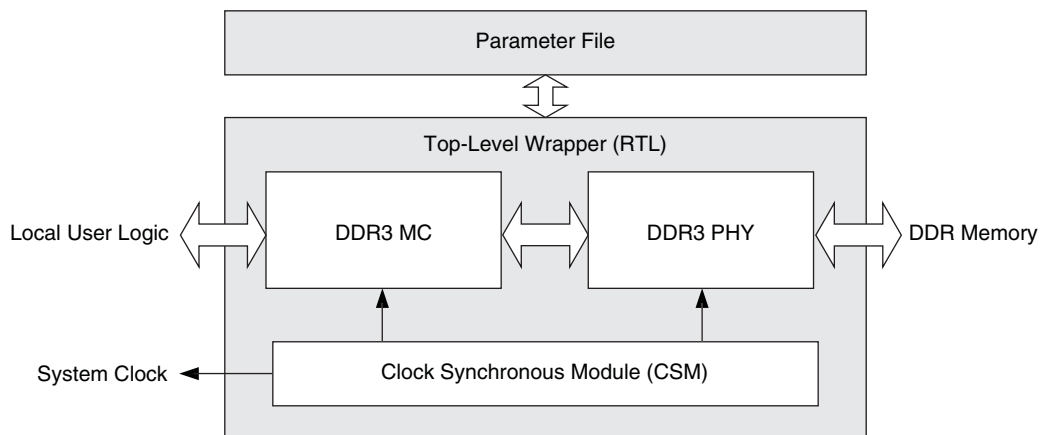 Parameter File
Top-Level Wrapper (RTL)
Local User Logic
DDR3 MC
DDR3 PHY
DDR Memory
System Clock
Clock Synchronous Module (CSM)